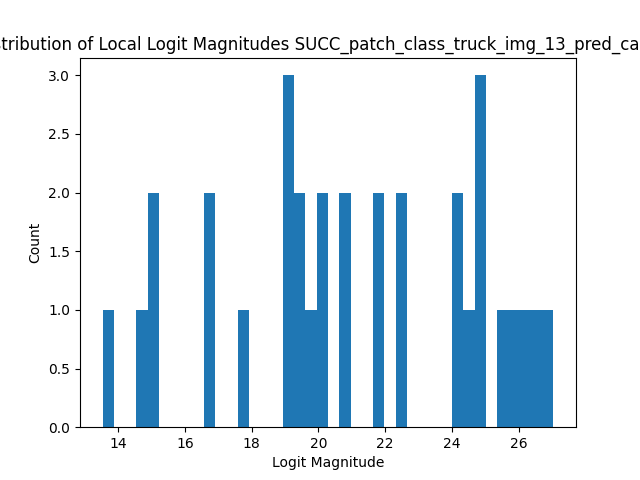 tribution of Local Logit Magnitudes SUCC_patch_class_truck_img_13_pred_ca
3.0
2.5
2.0
1.5
1.0
0.5
0.0
Count
14 16 18 20 22 24 26
Logit Magnitude